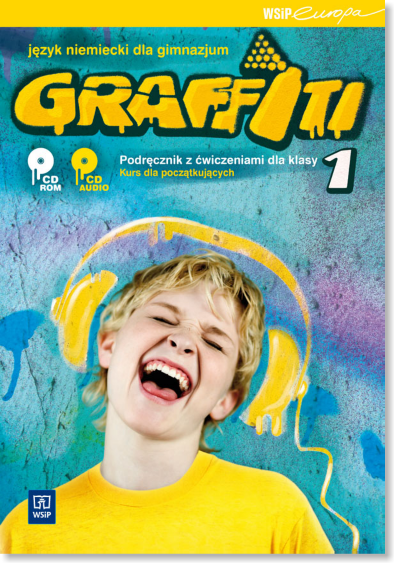 WSiP europa
język niemiecki dla gimnazjum
GRAFFITI
CD ROM
CD AUDIO
Podręcznik z ćwiczeniami dla klasy 1
Kurs dla początkujących
WSiP